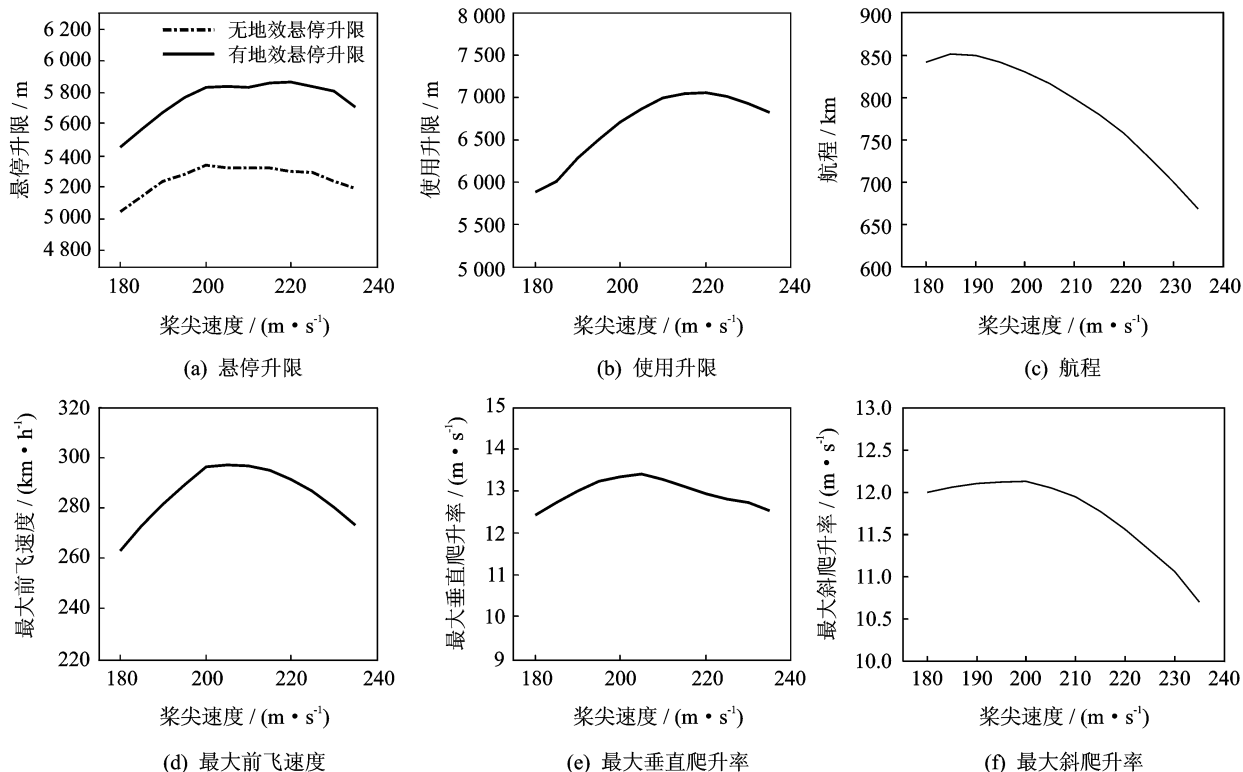 6 200
6 000
5 800
5 600
5 400
5 200
5 000
4 800
悬停升限 / m
无地效悬停升限
有地效悬停升限
180 200 220 240
桨尖速度 / (m·s⁻¹)
(a) 悬停升限
8 000
7 500
7 000
6 500
6 000
5 500
5 000
使用升限 / m
180 200 220 240
桨尖速度 / (m·s⁻¹)
(b) 使用升限
900
850
800
750
700
650
600
航程 / km
180 190 200 210 220 230 240
桨尖速度 / (m·s⁻¹)
(c) 航程
320
300
280
260
240
220
最大前飞速度 / (km·h⁻¹)
180 200 220 240
桨尖速度 / (m·s⁻¹)
(d) 最大前飞速度
15
14
13
12
11
10
9
最大垂直爬升率 / (m·s⁻¹)
180 200 220 240
桨尖速度 / (m·s⁻¹)
(e) 最大垂直爬升率
13.0
12.5
12.0
11.5
11.0
10.5
10.0
最大斜爬升率 / (m·s⁻¹)
180 190 200 210 220 230 240
桨尖速度 / (m·s⁻¹)
(f) 最大斜爬升率